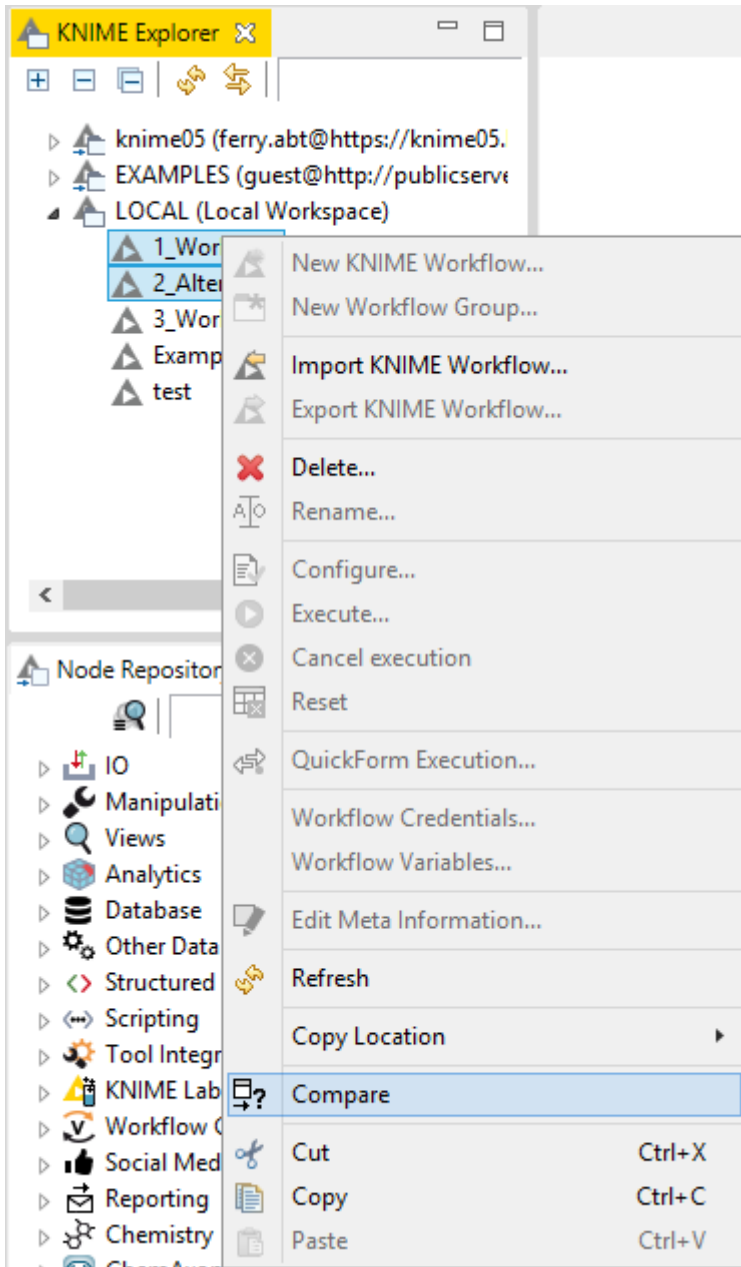 KNIME Explorer
knime05 (ferry.abt@https://knime05.
EXAMPLES (guest@http://publicserve
LOCAL (Local Workspace)
1_Wor
2_Alter
3_Wor
Examp
test
New KNIME Workflow...
New Workflow Group...
Import KNIME Workflow...
Export KNIME Workflow...
Delete...
Rename...
Configure...
Execute...
Cancel execution
Reset
QuickForm Execution...
Workflow Credentials...
Workflow Variables...
Edit Meta Information...
Refresh
Copy Location
Compare
Cut Ctrl+X
Copy Ctrl+C
Paste Ctrl+V
Node Repositor
IO
Manipulati
Views
Analytics
Database
Other Data
Structured
Scripting
Tool Integr
KNIME Lab
Workflow C
Social Med
Reporting
Chemistry